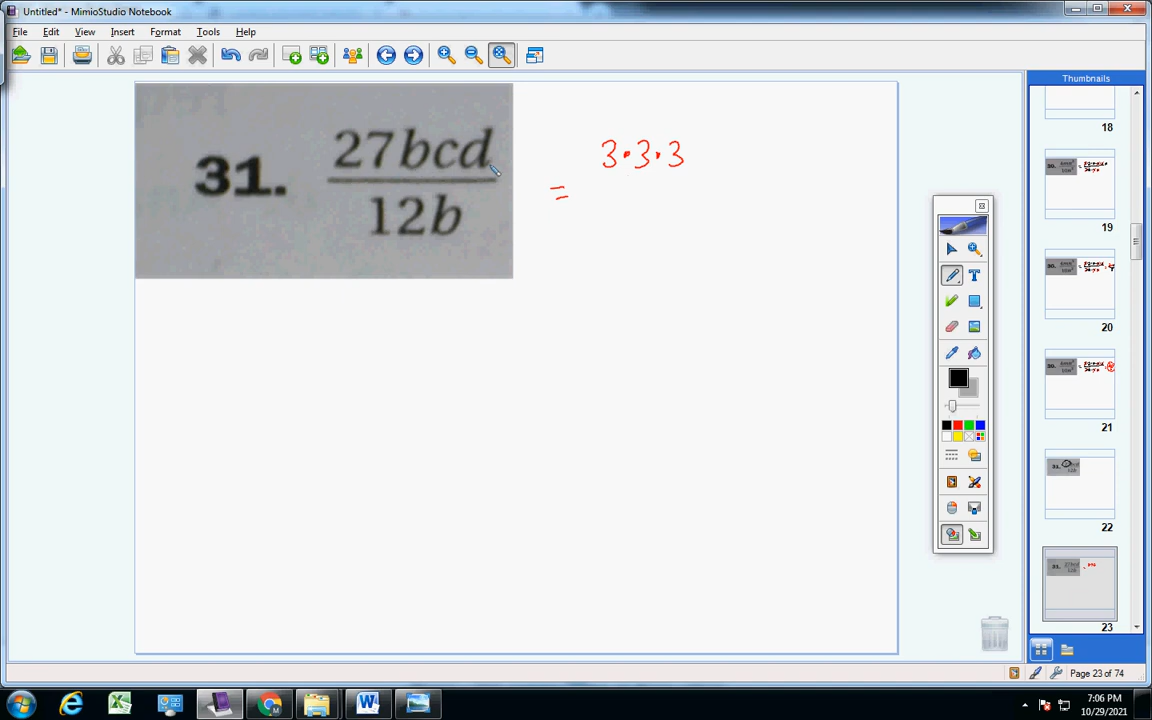 Untitled* - MimioStudio Notebook
File Edit View Insert Format Tools Help
Thumbnails
31. 27bcd
12b
= 3·3·3
18
19
20
21
22
23
T
Page 23 of 74
7:06 PM
10/29/2021